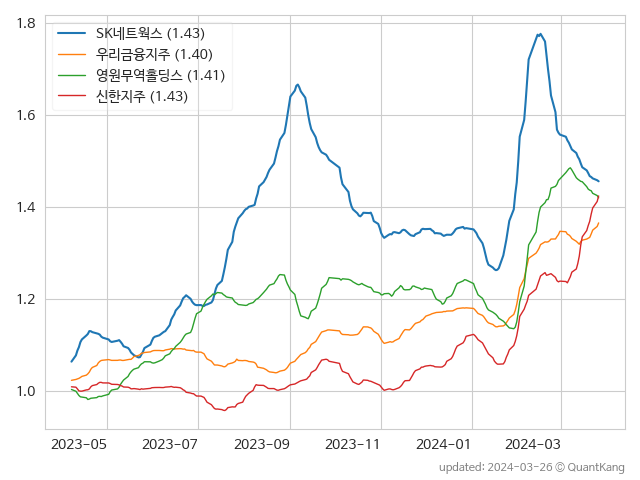 1.8
1.6
1.4
1.2
1.0
SK네트웍스 (1.43)
우리금융지주 (1.40)
영원무역홀딩스 (1.41)
신한지주 (1.43)
2023-05 2023-07 2023-09 2023-11 2024-01 2024-03
updated: 2024-03-26 © QuantKang